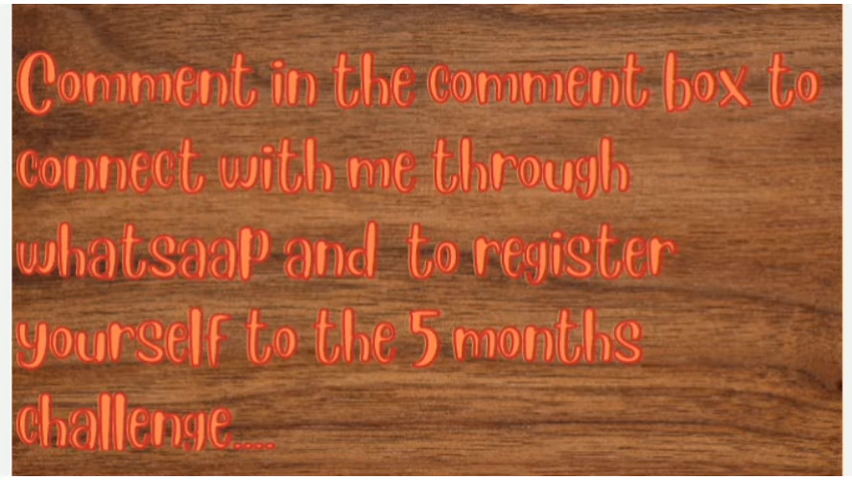 Comment in the comment box to
connect with me through
whatsaap and to register
yourself to the 5 months
challenge....